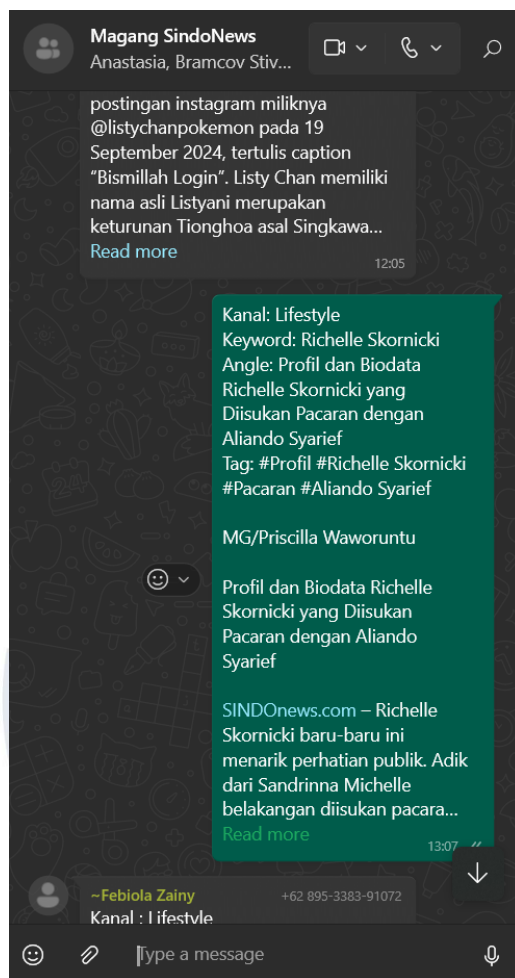 Magang SindoNews
Anastasia, Bramcov Stiv...
postingan instagram miliknya
@listychanpokemon pada 19
September 2024, tertulis caption
“Bismillah Login”. Listy Chan memiliki
nama asli Listyani merupakan
keturunan Tionghoa asal Singkawa...
Read more
12:05
Kanal: Lifestyle
Keyword: Richelle Skornicki
Angle: Profil dan Biodata
Richelle Skornicki yang
Diisukan Pacaran dengan
Aliando Syarief
Tag: #Profil #Richelle Skornicki
#Pacaran #Aliando Syarief
MG/Priscilla Waworuntu
Profil dan Biodata Richelle
Skornicki yang Diisukan
Pacaran dengan Aliando
Syarief
SINDOnews.com – Richelle
Skornicki baru-baru ini
menarik perhatian publik. Adik
dari Sandrinna Michelle
belakangan diisukan pacara...
Read more
13:07
~Febiola Zainy +62 895-3383-91072
Kanal : Lifestyle
Type a message